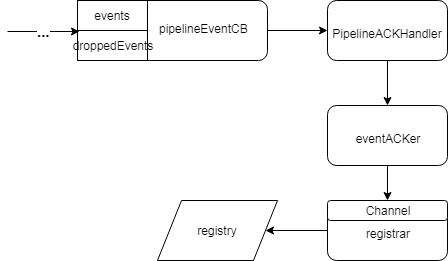 events
pipelineEventCB
droppedEvents
...
PipelineACKHandler
eventACKer
Channel
registrar
registry